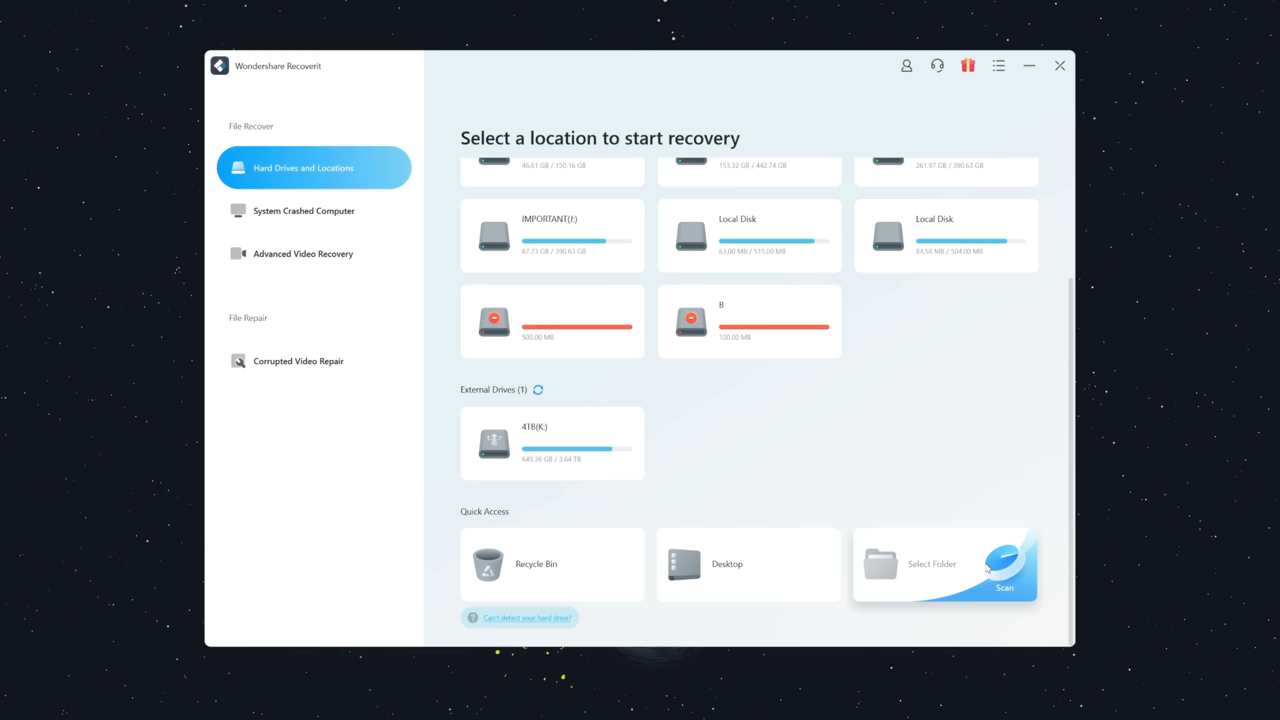 Wondershare Recoverit
File Recover
Hard Drives and Locations
System Crashed Computer
Advanced Video Recovery
File Repair
Corrupted Video Repair
Select a location to start recovery
46.61 GB / 150.16 GB
153.32 GB / 442.74 GB
261.97 GB / 390.63 GB
IMPORTANT(J:)
87.73 GB / 390.63 GB
Local Disk
63.00 MB / 515.00 MB
Local Disk
84.58 MB / 504.00 MB
500.00 MB
B
100.00 MB
External Drives (1)
4TB(K:)
649.36 GB / 3.64 TB
Quick Access
Recycle Bin
Desktop
Select Folder
Scan
? Can't detect your hard drive?